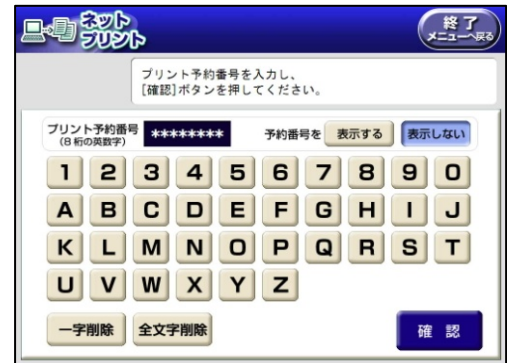 ネット
プリント
終了
メニューへ戻る
プリント予約番号を入力し、
[確認]ボタンを押してください。
プリント予約番号
(8桁の英数字)
********
予約番号を 表示する 表示しない
1 2 3 4 5 6 7 8 9 0
A B C D E F G H I J
K L M N O P Q R S T
U V W X Y Z
一字削除 全文字削除 確認